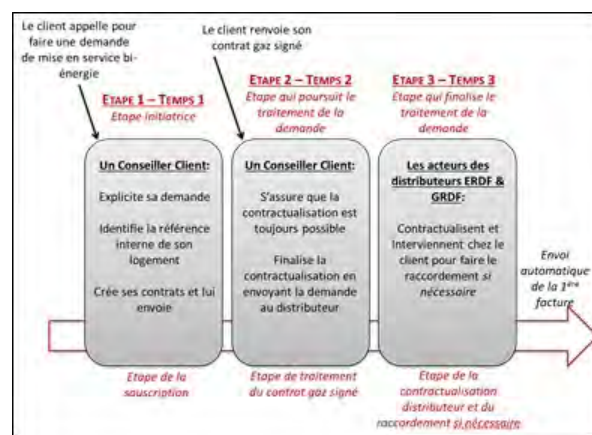 Le client appelle pour
faire une demande
de mise en service bi-
énergie
Le client renvoie son
contrat gaz signé
ETAPE 1 – TEMPS 1
Etape initiatrice
ETAPE 2 – TEMPS 2
Etape qui poursuit le
traitement de la
demande
ETAPE 3 – TEMPS 3
Etape qui finalise le
traitement de la
demande
Un Conseiller Client:
Explicite sa demande
Identifie la référence
interne de son
logement
Crée ses contrats et lui
envoie
Un Conseiller Client:
S'assure que la
contractualisation est
toujours possible
Finalise la
contractualisation en
envoyant la demande
au distributeur
Les acteurs des
distributeurs ERDF &
GRDF:
Contractualisent et
Interviennent chez le
client pour faire le
raccordement si
nécessaire
Envoi
automatique
de la 1ère
facture
Etape de la
souscription
Etape de traitement
du contrat gaz signé
Etape de la
contractualisation
distributeur et du
raccordement si nécessaire